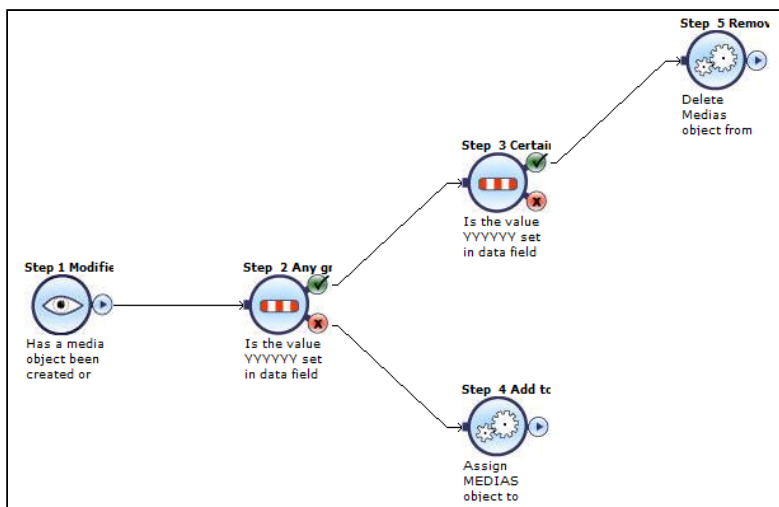 Step 5 Remov
Delete
Medias
object from
Step 3 Certain
Is the value
YYYYYY set
in data field
Step 1 Modifie
Has a media
object been
created or
Step 2 Any gr
Is the value
YYYYYY set
in data field
Step 4 Add to
Assign
MEDIAS
object to